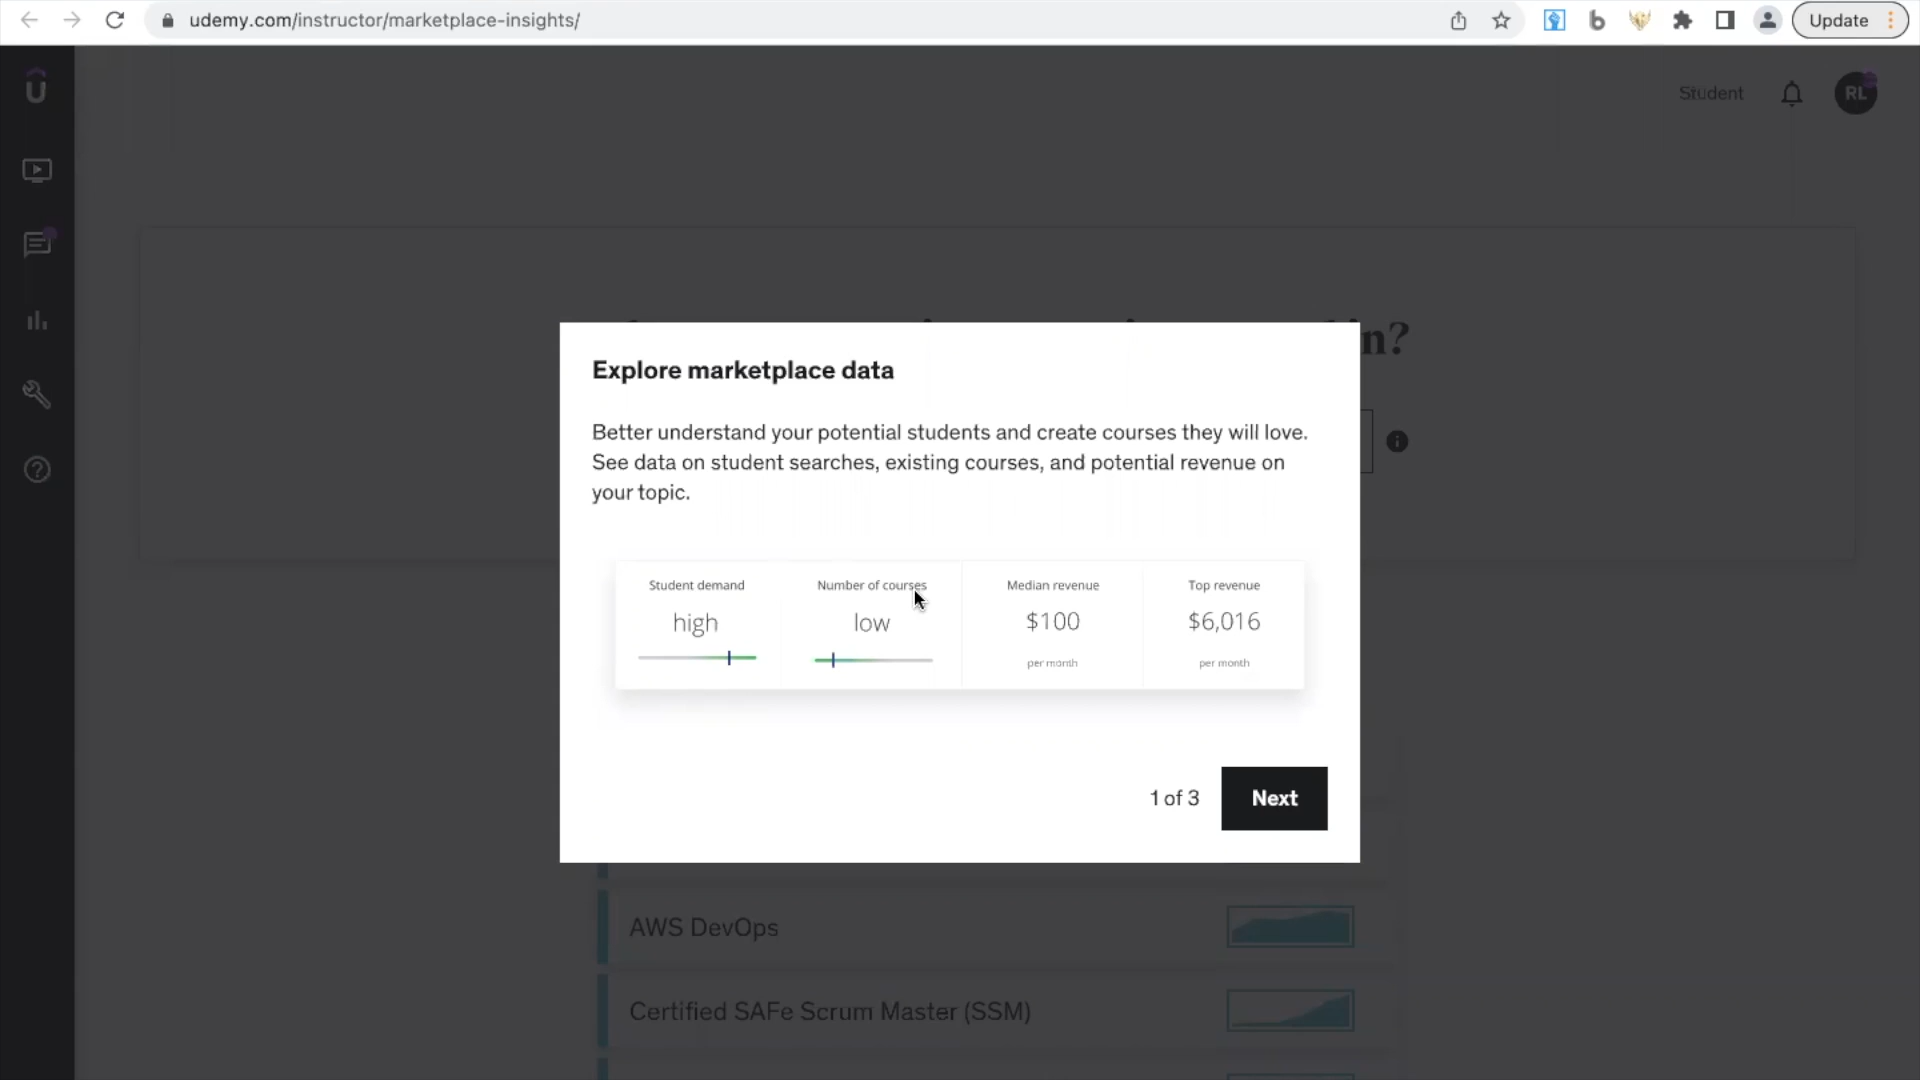 udemy.com/instructor/marketplace-insights/
Update
Student
RL
in?
Explore marketplace data
Better understand your potential students and create courses they will love.
See data on student searches, existing courses, and potential revenue on
your topic.
Student demand
high
Number of courses
low
Median revenue
$100
per month
Top revenue
$6,016
per month
1 of 3
Next
AWS DevOps
Certified SAFe Scrum Master (SSM)